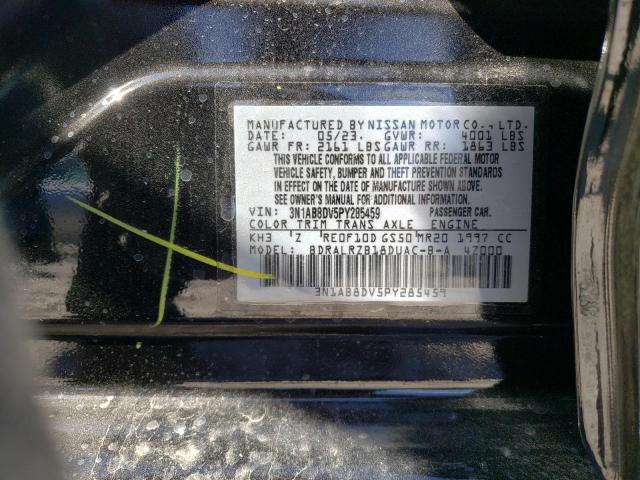 MANUFACTURED BY NISSAN MOTOR CO., LTD.
DATE: 05/23 GVWR: 4001 LBS
GAWR FR: 2161 LBS GAWR RR: 1863 LBS
THIS VEHICLE CONFORMS TO ALL APPLICABLE FEDERAL MOTOR
VEHICLE SAFETY, BUMPER AND THEFT PREVENTION STANDARDS
IN EFFECT ON THE DATE OF MANUFACTURE SHOWN ABOVE.
SEE OWNER'S MANUAL FOR ADDITIONAL INFORMATION.
VIN: 3N1AB8DV5PY285459 PASSENGER CAR.
COLOR TRIM TRANS AXLE ENGINE
KH3 'Z 'RE0F10D GS50 MR20 1997 CC
MODEL: BDRALRZB18DUAC-B-A 47000
3N1AB8DV5PY285459